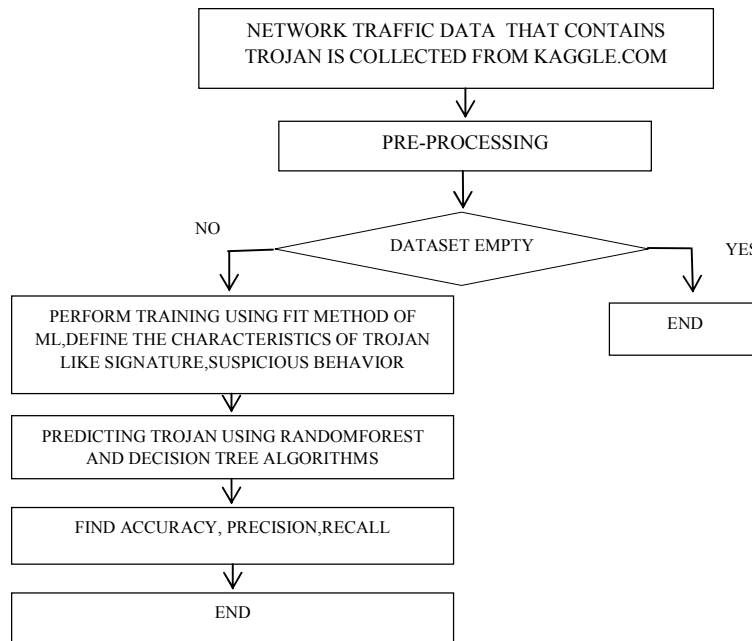 NETWORK TRAFFIC DATA THAT CONTAINS
TROJAN IS COLLECTED FROM KAGGLE.COM
PRE-PROCESSING
NO
DATASET EMPTY
YES
PERFORM TRAINING USING FIT METHOD OF
ML,DEFINE THE CHARACTERISTICS OF TROJAN
LIKE SIGNATURE,SUSPICIOUS BEHAVIOR
END
PREDICTING TROJAN USING RANDOMFOREST
AND DECISION TREE ALGORITHMS
FIND ACCURACY, PRECISION,RECALL
END